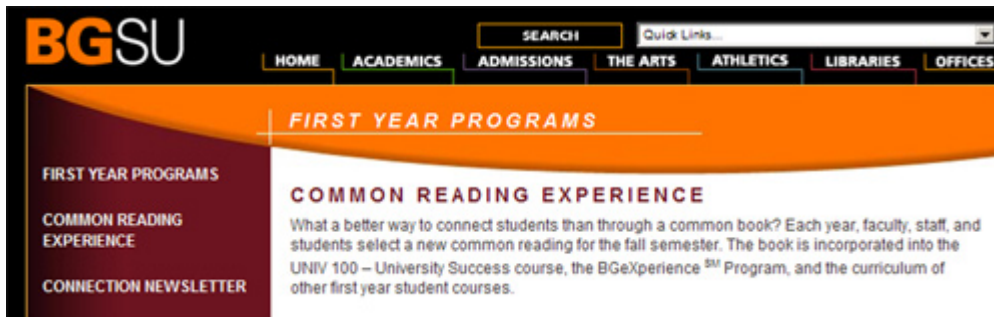 BGSU
SEARCH
Quick Links...
HOME ACADEMICS ADMISSIONS THE ARTS ATHLETICS LIBRARIES OFFICES
FIRST YEAR PROGRAMS
FIRST YEAR PROGRAMS
COMMON READING
EXPERIENCE
CONNECTION NEWSLETTER
COMMON READING EXPERIENCE
What a better way to connect students than through a common book? Each year, faculty, staff, and
students select a new common reading for the fall semester. The book is incorporated into the
UNIV 100 – University Success course, the BGeXperience SM Program, and the curriculum of
other first year student courses.